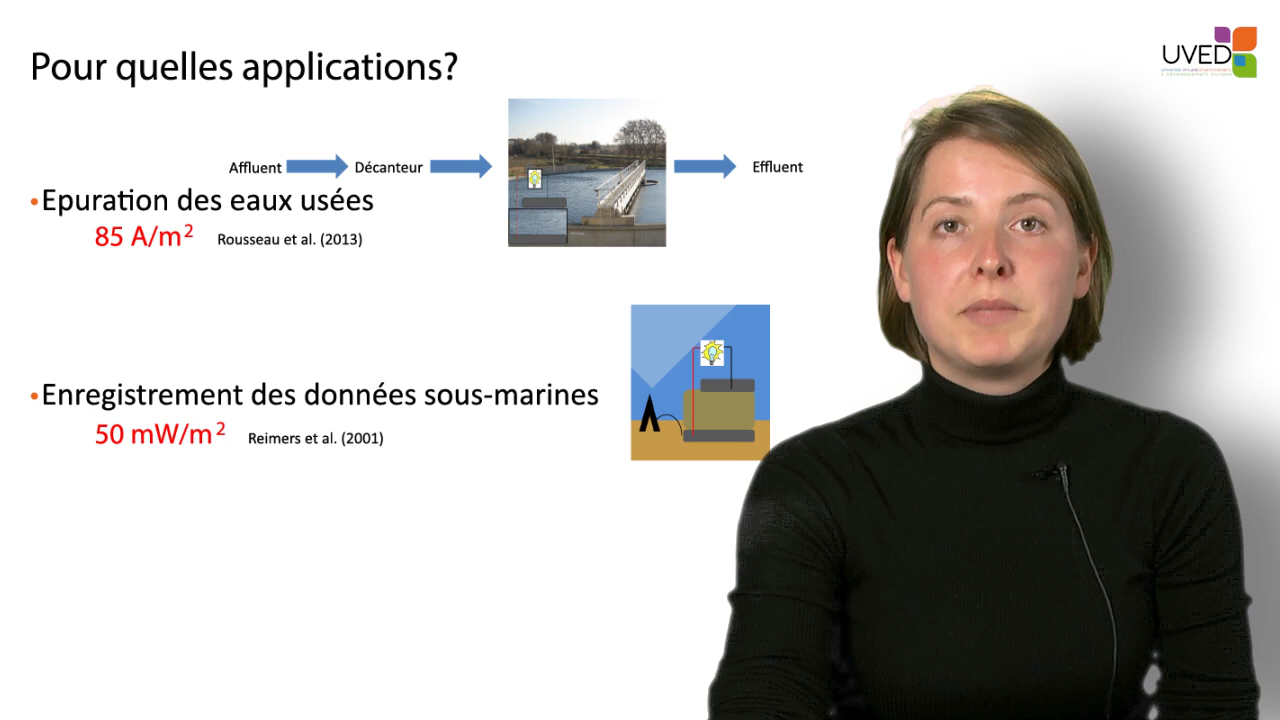 Pour quelles applications?
UVED
Affluent Décanteur Effluent
•Epuration des eaux usées
85 A/m² Rousseau et al. (2013)
•Enregistrement des données sous-marines
50 mW/m² Reimers et al. (2001)